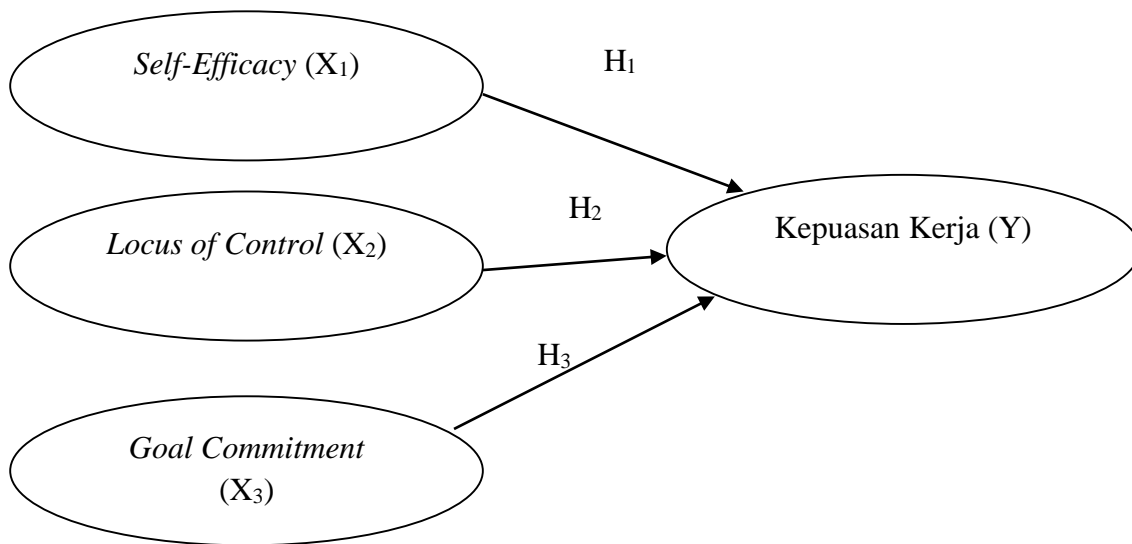 Self-Efficacy (X₁)
H₁
Locus of Control (X₂)
H₂
Kepuasan Kerja (Y)
H₃
Goal Commitment
(X₃)